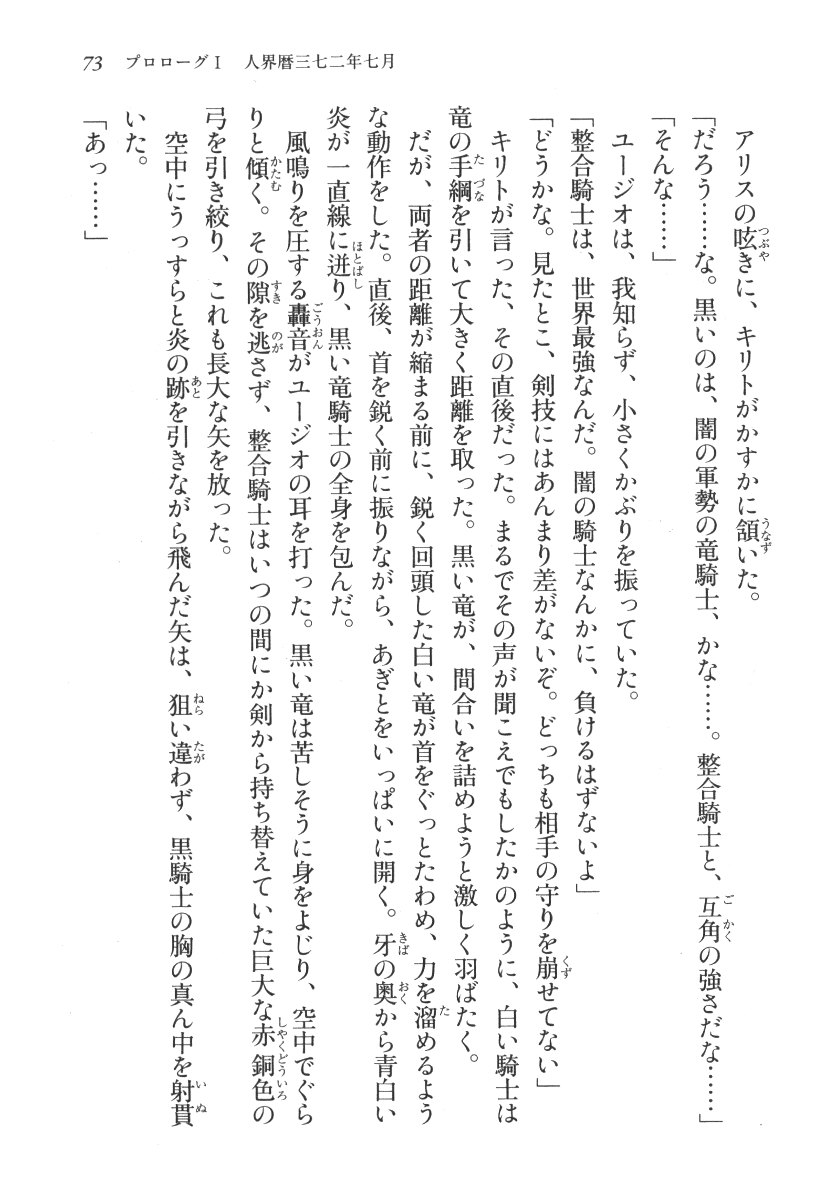 73 プロローグⅠ 人界暦三七二年七月
アリスの呟きに、キリトがかすかに頷いた。
「だろう……な。黒いのは、闇の軍勢の竜騎士、かな……。整合騎士と、互角の強さだな……」
「そんな……」
ユージオは、我知らず、小さくかぶりを振っていた。
「整合騎士は、世界最強なんだ。闇の騎士なんかに、負けるはずないよ」
「どうかな。見たとこ、剣技にはあんまり差がないぞ。どっちも相手の守りを崩せてない」
キリトが言った、その直後だった。まるでその声が聞こえでもしたかのように、白い騎士は
竜の手綱を引いて大きく距離を取った。黒い竜が、間合いを詰めようと激しく羽ばたく。
だが、両者の距離が縮まる前に、鋭く回頭した白い竜が首をぐっとたわめ、力を溜めるよう
な動作をした。直後、首を鋭く前に振りながら、あぎとをいっぱいに開く。牙の奥から青白い
炎が一直線に迸り、黒い竜騎士の全身を包んだ。
風鳴りを圧する轟音がユージオの耳を打った。黒い竜は苦しそうに身をよじり、空中でぐら
りと傾く。その隙を逃さず、整合騎士はいつの間にか剣から持ち替えていた巨大な赤銅色の
弓を引き絞り、これも長大な矢を放った。
空中にうっすらと炎の跡を引きながら飛んだ矢は、狙い違わず、黒騎士の胸の真ん中を射貫
いた。
「あっ……」